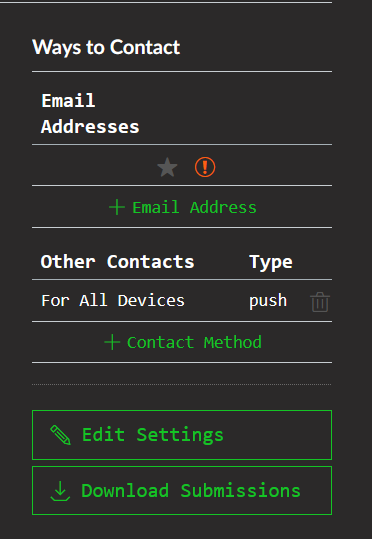 Ways to Contact
Email
Addresses
Email Address
Other Contacts Type
For All Devices push
Contact Method
Edit Settings
Download Submissions